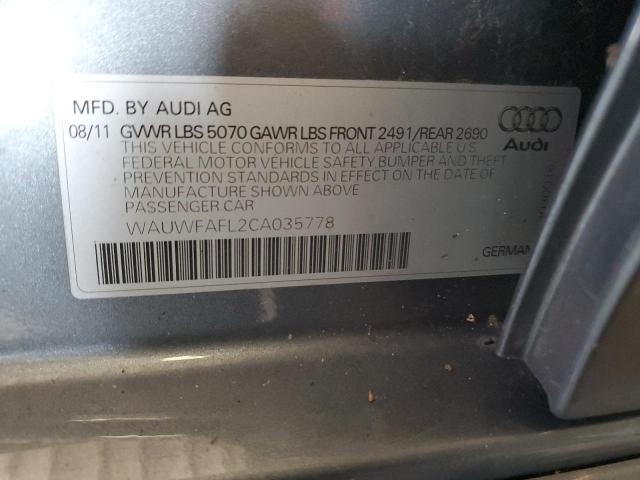 MFD. BY AUDI AG
08/11 GVWR LBS 5070 GAWR LBS FRONT 2491/REAR 2690
THIS VEHICLE CONFORMS TO ALL APPLICABLE U.S.
FEDERAL MOTOR VEHICLE SAFETY BUMPER AND THEFT
PREVENTION STANDARDS IN EFFECT ON THE DATE OF
MANUFACTURE SHOWN ABOVE
PASSENGER CAR
WAUWFAFL2CA035778
Audi
GERMAN